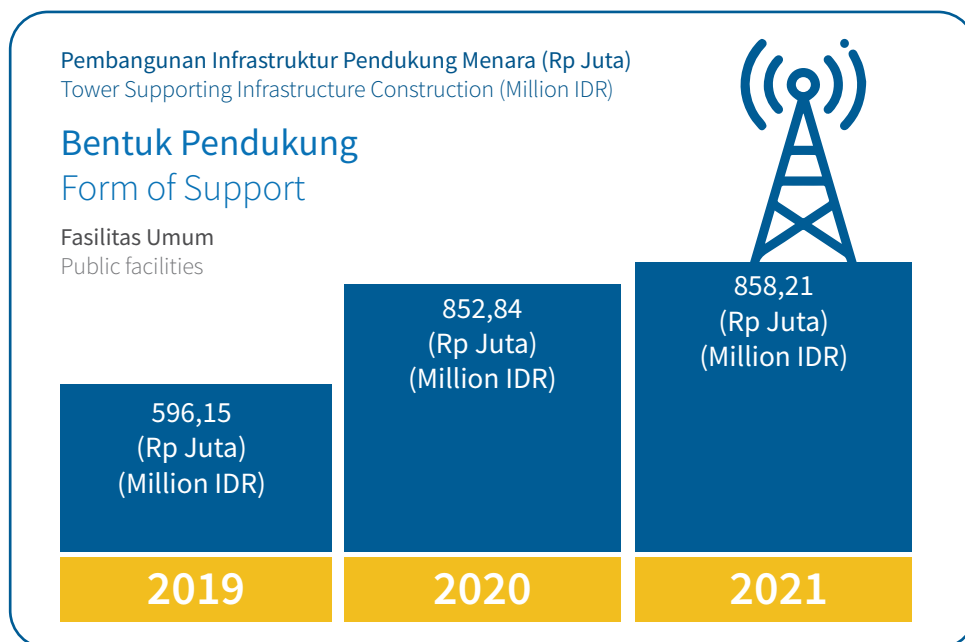 Pembangunan Infrastruktur Pendukung Menara (Rp Juta)
Tower Supporting Infrastructure Construction (Million IDR)
Bentuk Pendukung
Form of Support
Fasilitas Umum
Public facilities
596,15
(Rp Juta)
(Million IDR)
852,84
(Rp Juta)
(Million IDR)
858,21
(Rp Juta)
(Million IDR)
2019
2020
2021